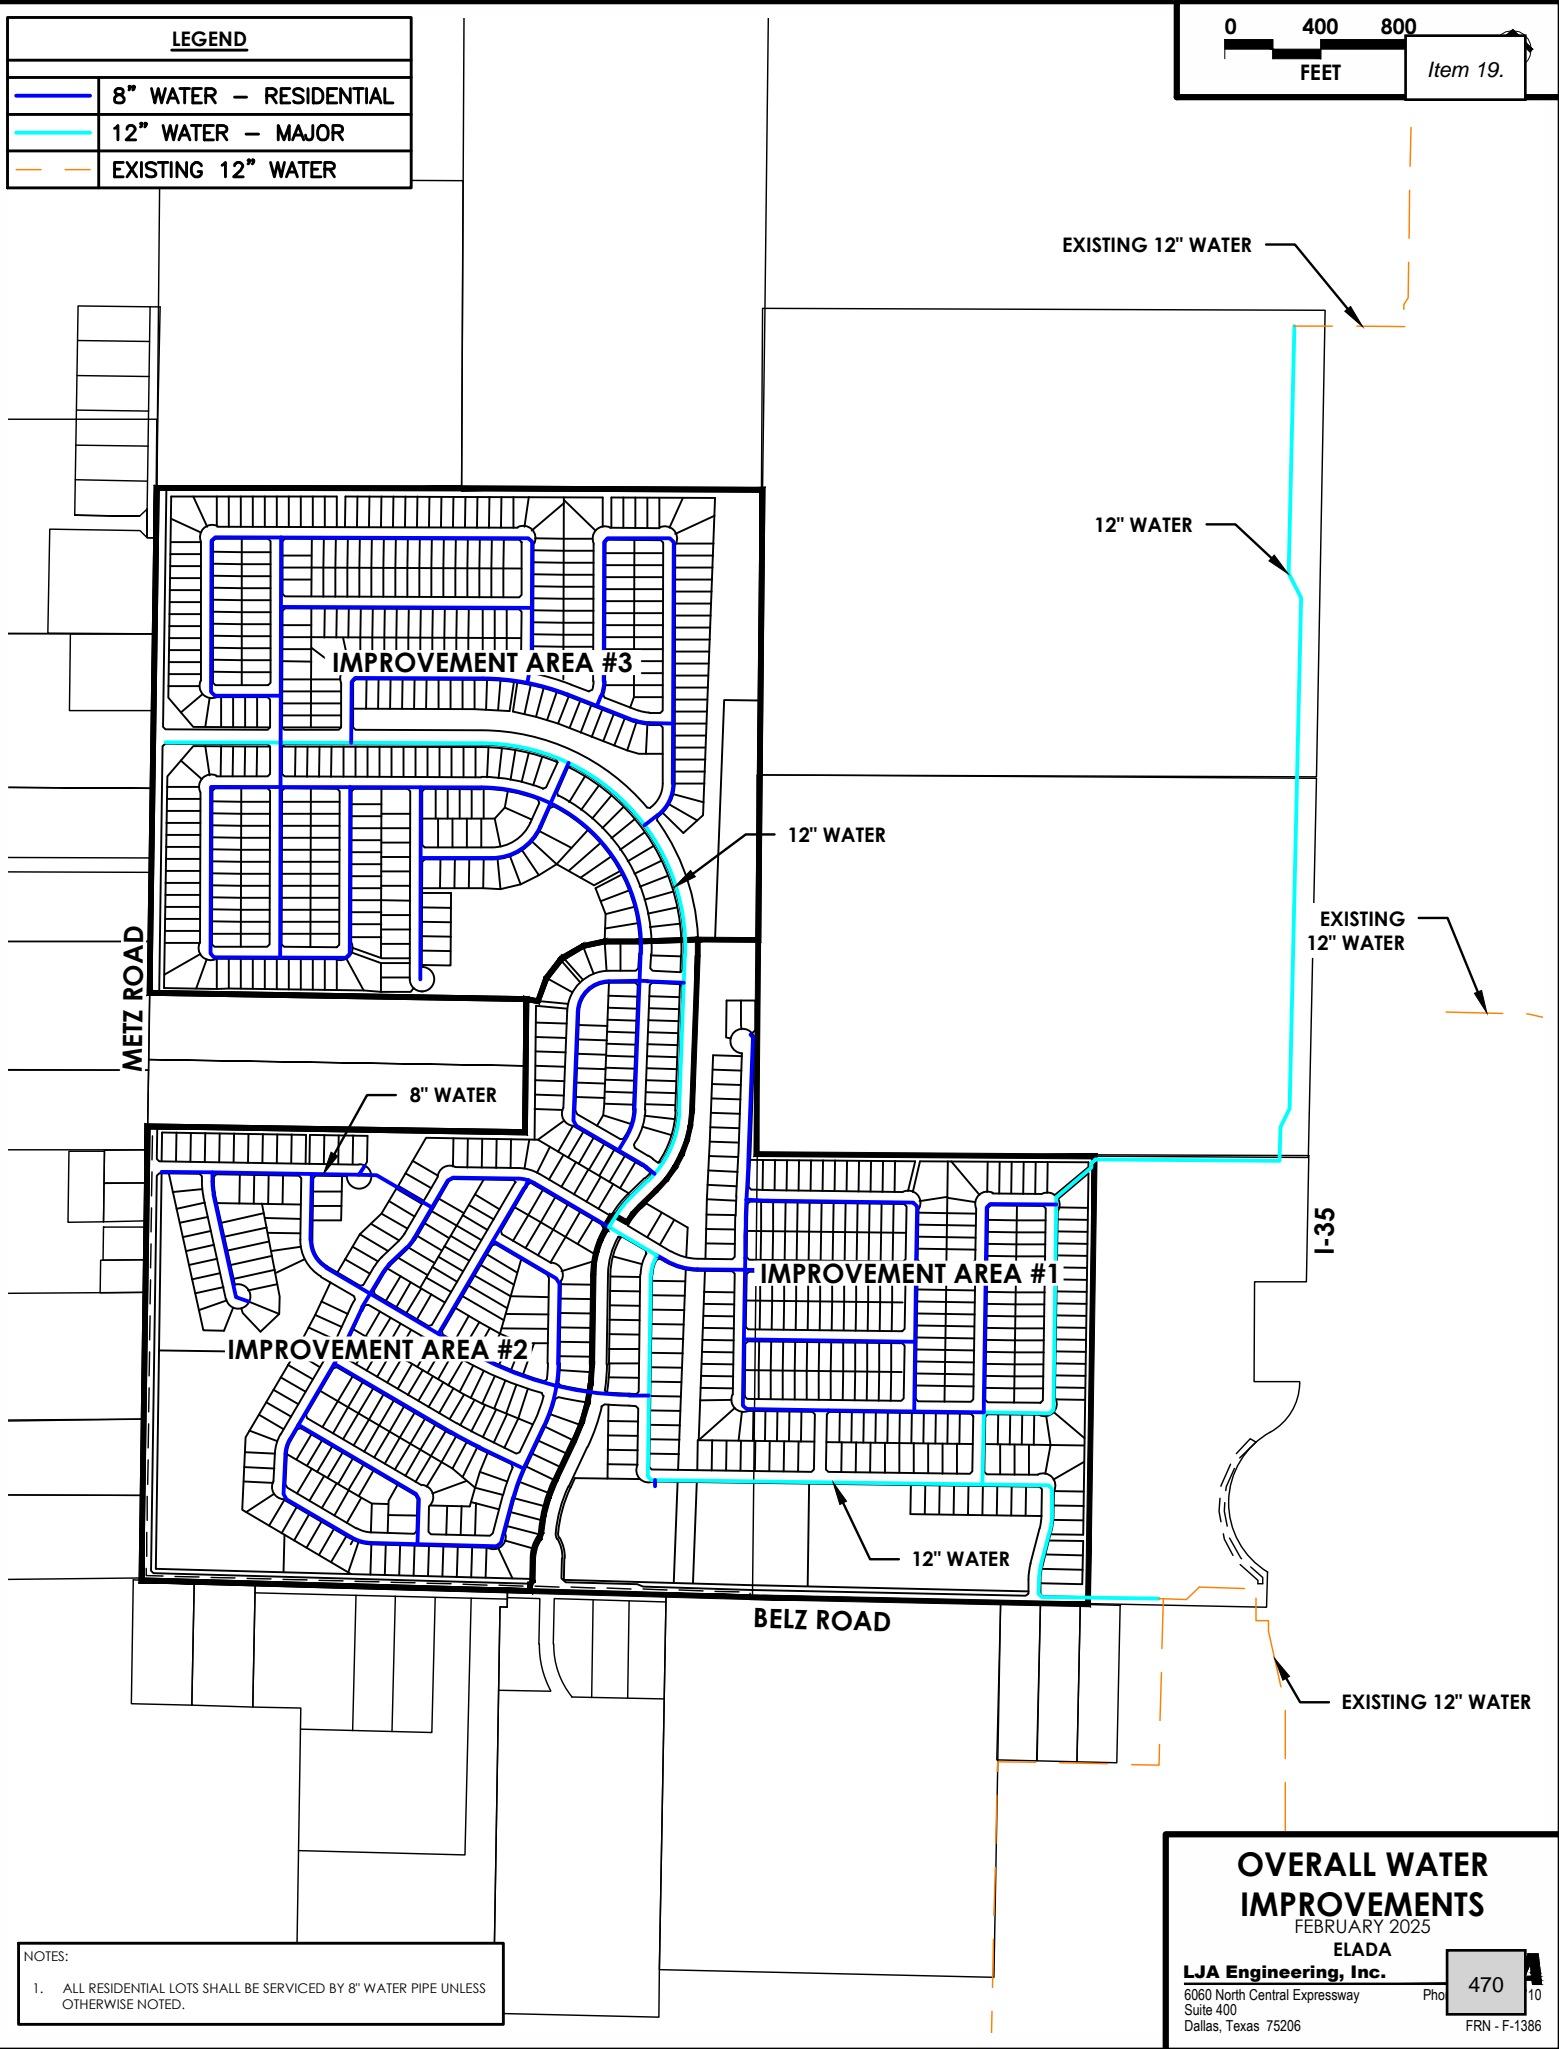 LEGEND
8" WATER – RESIDENTIAL
12" WATER – MAJOR
EXISTING 12" WATER
0 400 800
FEET
Item 19.
EXISTING 12" WATER
12" WATER
IMPROVEMENT AREA #3
12" WATER
EXISTING
12" WATER
METZ ROAD
8" WATER
I-35
IMPROVEMENT AREA #1
IMPROVEMENT AREA #2
12" WATER
BELZ ROAD
EXISTING 12" WATER
OVERALL WATER
IMPROVEMENTS
FEBRUARY 2025
ELADA
LJA Engineering, Inc.
6060 North Central Expressway
Suite 400
Dallas, Texas 75206
470
FRN - F-1386
NOTES:
1. ALL RESIDENTIAL LOTS SHALL BE SERVICED BY 8" WATER PIPE UNLESS
OTHERWISE NOTED.